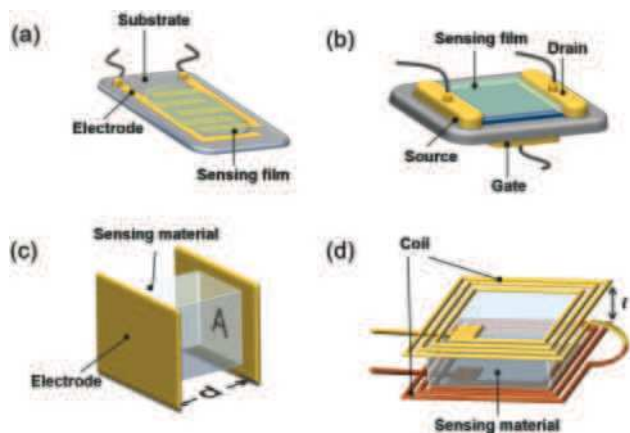 (a)
Substrate
Electrode
Sensing film
(b)
Sensing film
Drain
Source
Gate
(c)
Sensing material
A
Electrode
d
(d)
Coil
t
Sensing material